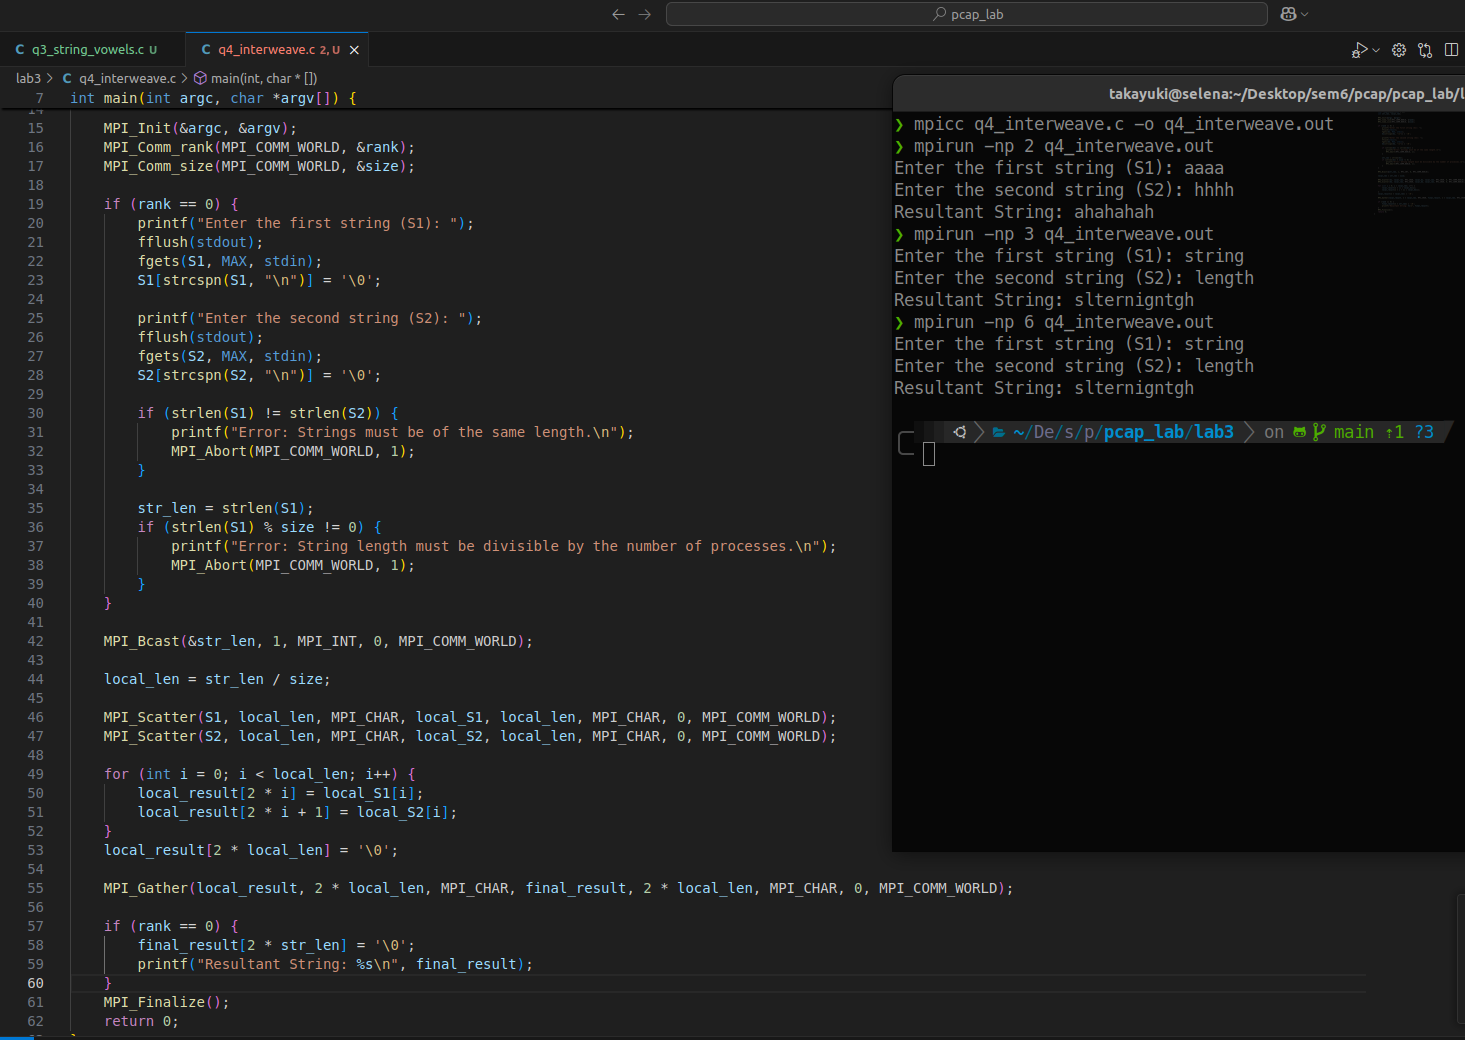 pcap_lab
C q3_string_vowels.c U
C q4_interweave.c 2, U
lab3 > C q4_interweave.c > main(int, char * [])
7 int main(int argc, char *argv[]) {
14
15 MPI_Init(&argc, &argv);
16 MPI_Comm_rank(MPI_COMM_WORLD, &rank);
17 MPI_Comm_size(MPI_COMM_WORLD, &size);
18
19 if (rank == 0) {
20 printf("Enter the first string (S1): ");
21 fflush(stdout);
22 fgets(S1, MAX, stdin);
23 S1[strcspn(S1, "\n")] = '\0';
24
25 printf("Enter the second string (S2): ");
26 fflush(stdout);
27 fgets(S2, MAX, stdin);
28 S2[strcspn(S2, "\n")] = '\0';
29
30 if (strlen(S1) != strlen(S2)) {
31 printf("Error: Strings must be of the same length.\n");
32 MPI_Abort(MPI_COMM_WORLD, 1);
33 }
34
35 str_len = strlen(S1);
36 if (strlen(S1) % size != 0) {
37 printf("Error: String length must be divisible by the number of processes.\n");
38 MPI_Abort(MPI_COMM_WORLD, 1);
39 }
40 }
41
42 MPI_Bcast(&str_len, 1, MPI_INT, 0, MPI_COMM_WORLD);
43
44 local_len = str_len / size;
45
46 MPI_Scatter(S1, local_len, MPI_CHAR, local_S1, local_len, MPI_CHAR, 0, MPI_COMM_WORLD);
47 MPI_Scatter(S2, local_len, MPI_CHAR, local_S2, local_len, MPI_CHAR, 0, MPI_COMM_WORLD);
48
49 for (int i = 0; i < local_len; i++) {
50 local_result[2 * i] = local_S1[i];
51 local_result[2 * i + 1] = local_S2[i];
52 }
53 local_result[2 * local_len] = '\0';
54
55 MPI_Gather(local_result, 2 * local_len, MPI_CHAR, final_result, 2 * local_len, MPI_CHAR, 0, MPI_COMM_WORLD);
56
57 if (rank == 0) {
58 final_result[2 * str_len] = '\0';
59 printf("Resultant String: %s\n", final_result);
60 }
61 MPI_Finalize();
62 return 0;
takayuki@selena:~/Desktop/sem6/pcap/pcap_lab/l
❯ mpicc q4_interweave.c -o q4_interweave.out
❯ mpirun -np 2 q4_interweave.out
Enter the first string (S1): aaaa
Enter the second string (S2): hhhh
Resultant String: ahahahah
❯ mpirun -np 3 q4_interweave.out
Enter the first string (S1): string
Enter the second string (S2): length
Resultant String: slternigntgh
❯ mpirun -np 6 q4_interweave.out
Enter the first string (S1): string
Enter the second string (S2): length
Resultant String: slternigntgh
~/De/s/p/pcap_lab/lab3 on main ⇡1 ?3